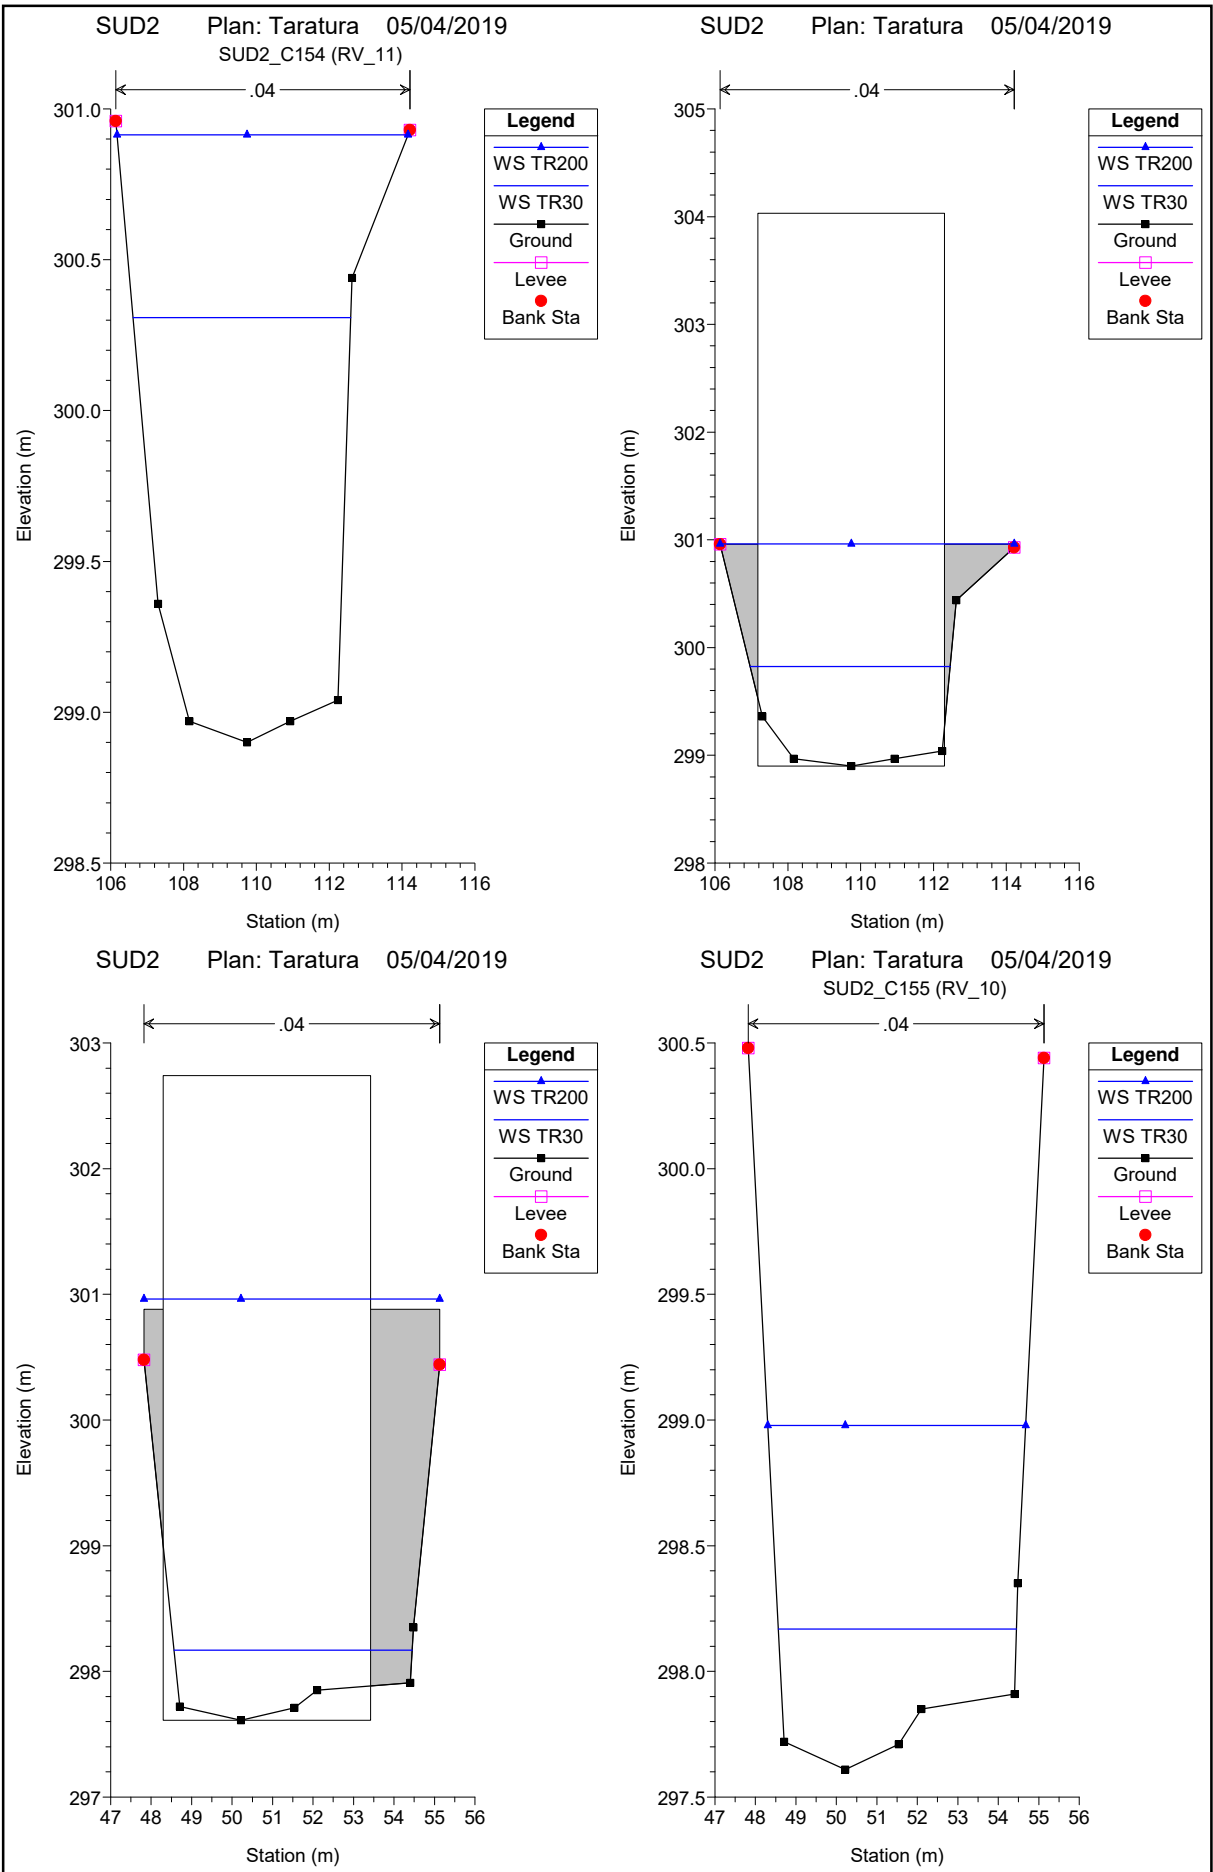 SUD2 Plan: Taratura 05/04/2019
SUD2_C154 (RV_11)
.04
301.0
300.5
300.0
299.5
299.0
298.5
106 108 110 112 114 116
Station (m)
Elevation (m)
Legend
WS TR200
WS TR30
Ground
Levee
Bank Sta
SUD2 Plan: Taratura 05/04/2019
.04
305
304
303
302
301
300
299
298
106 108 110 112 114 116
Station (m)
Elevation (m)
Legend
WS TR200
WS TR30
Ground
Levee
Bank Sta
SUD2 Plan: Taratura 05/04/2019
.04
303
302
301
300
299
298
297
47 48 49 50 51 52 53 54 55 56
Station (m)
Elevation (m)
Legend
WS TR200
WS TR30
Ground
Levee
Bank Sta
SUD2 Plan: Taratura 05/04/2019
SUD2_C155 (RV_10)
.04
300.5
300.0
299.5
299.0
298.5
298.0
297.5
47 48 49 50 51 52 53 54 55 56
Station (m)
Elevation (m)
Legend
WS TR200
WS TR30
Ground
Levee
Bank Sta